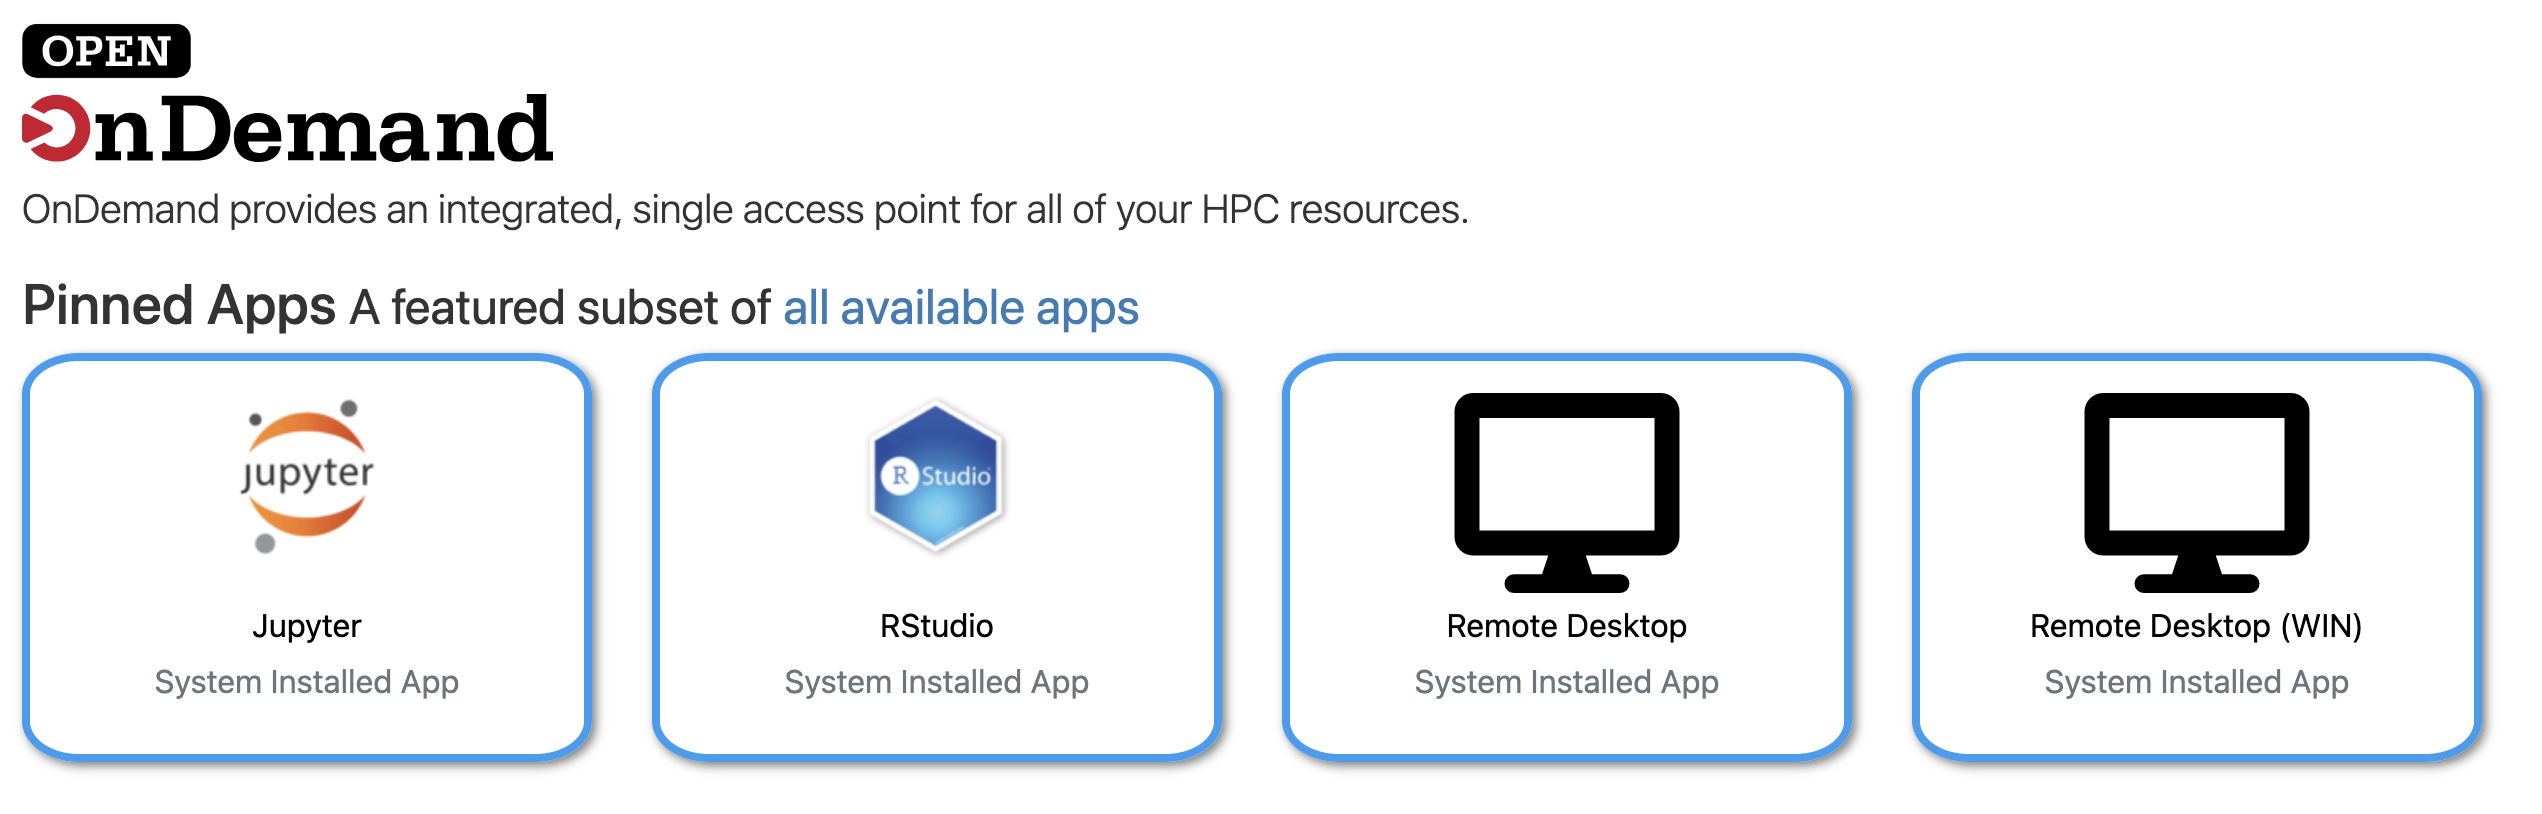 OPEN
OnDemand
OnDemand provides an integrated, single access point for all of your HPC resources.
Pinned Apps A featured subset of all available apps
jupyter
R Studio
Jupyter
RStudio
Remote Desktop
Remote Desktop (WIN)
System Installed App
System Installed App
System Installed App
System Installed App